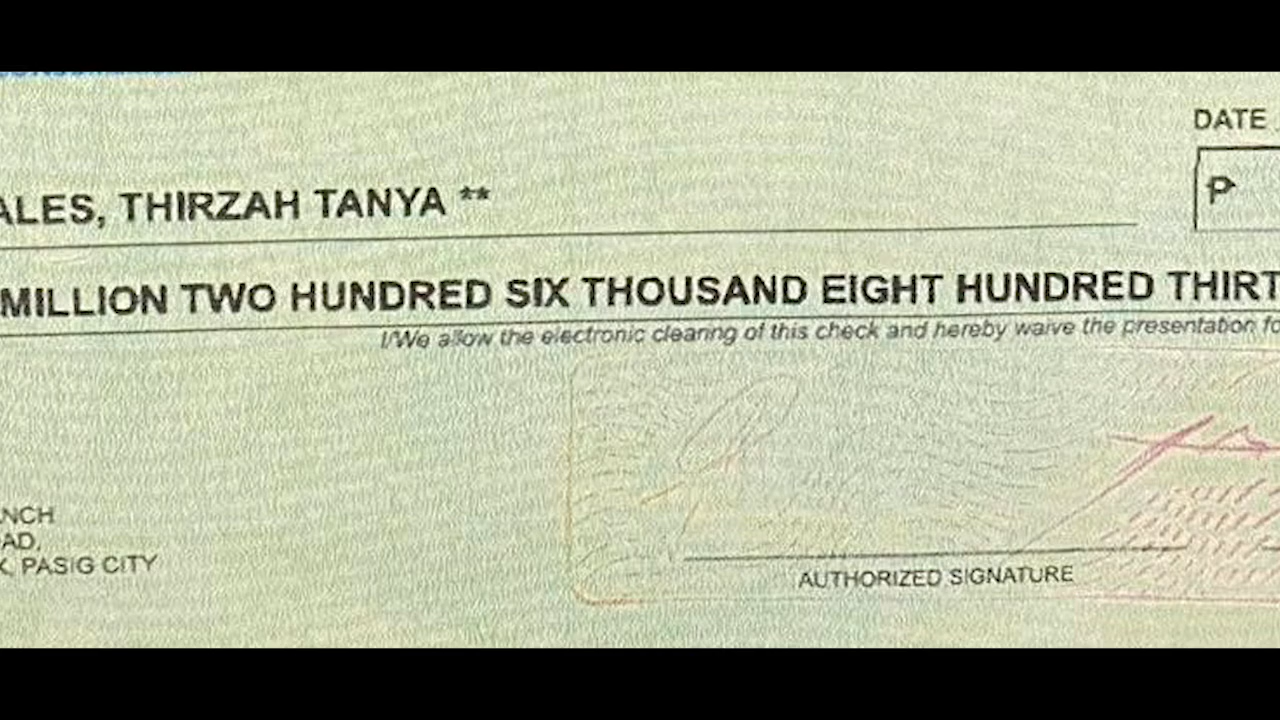 DATE
ALES, THIRZAH TANYA **
₱
MILLION TWO HUNDRED SIX THOUSAND EIGHT HUNDRED THIRT
I/We allow the electronic clearing of this check and hereby waive the presentation fo
NCH
AD,
, PASIG CITY
AUTHORIZED SIGNATURE